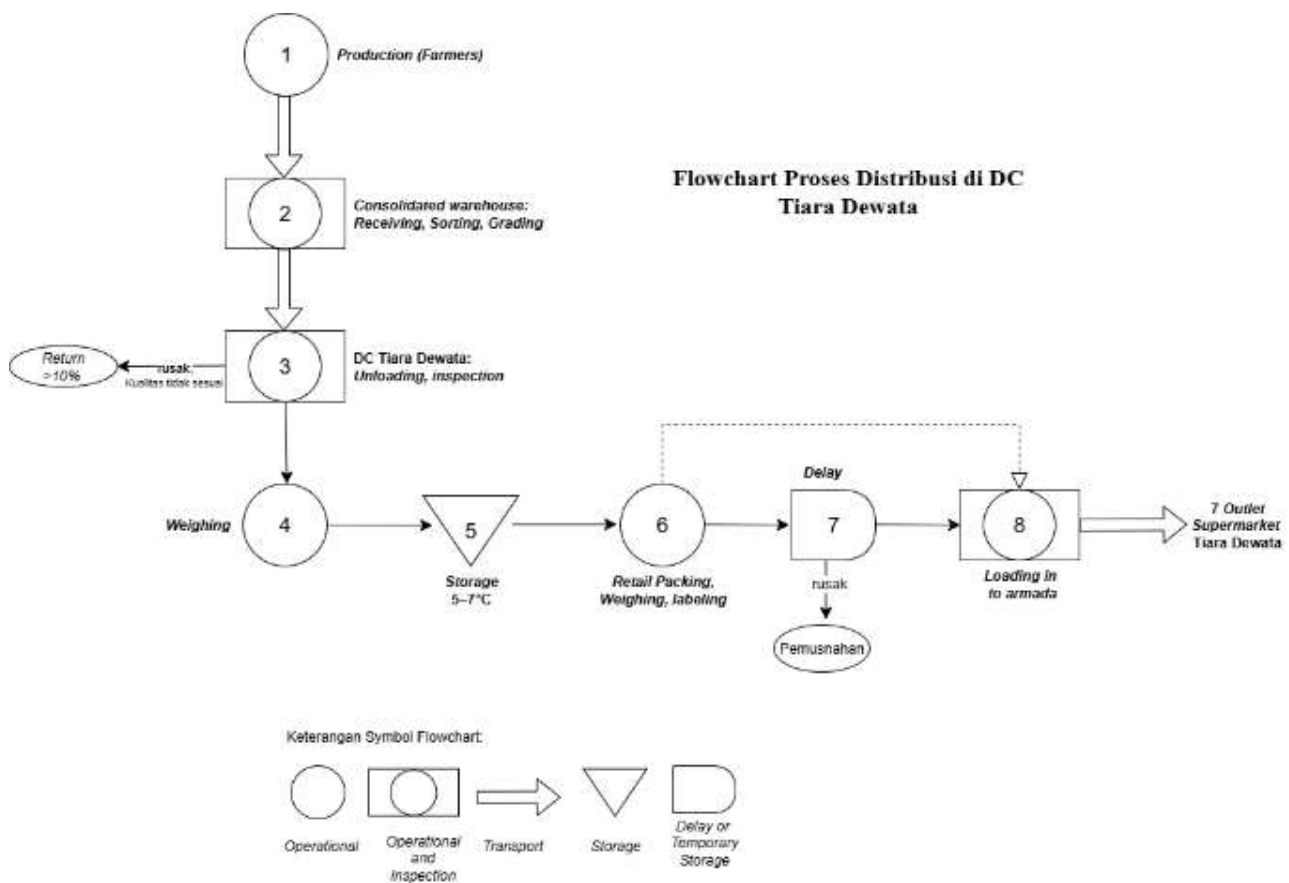 1
Production (Farmers)
Flowchart Proses Distribusi di DC
Tiara Dewata
2
Consolidated warehouse:
Receiving, Sorting, Grading
Return
>10%
rusak.
Kualitas tidak sesuai
3
DC Tiara Dewata:
Unloading, inspection
Weighing
4
5
Storage
5–7°C
6
Retail Packing,
Weighing, labeling
Delay
7
rusak
Pemusnahan
8
Loading in
to armada
7 Outlet
Supermarket
Tiara Dewata
Keterangan Symbol Flowchart:
Operational
Operational
and
Inspection
Transport
Storage
Delay or
Temporary
Storage